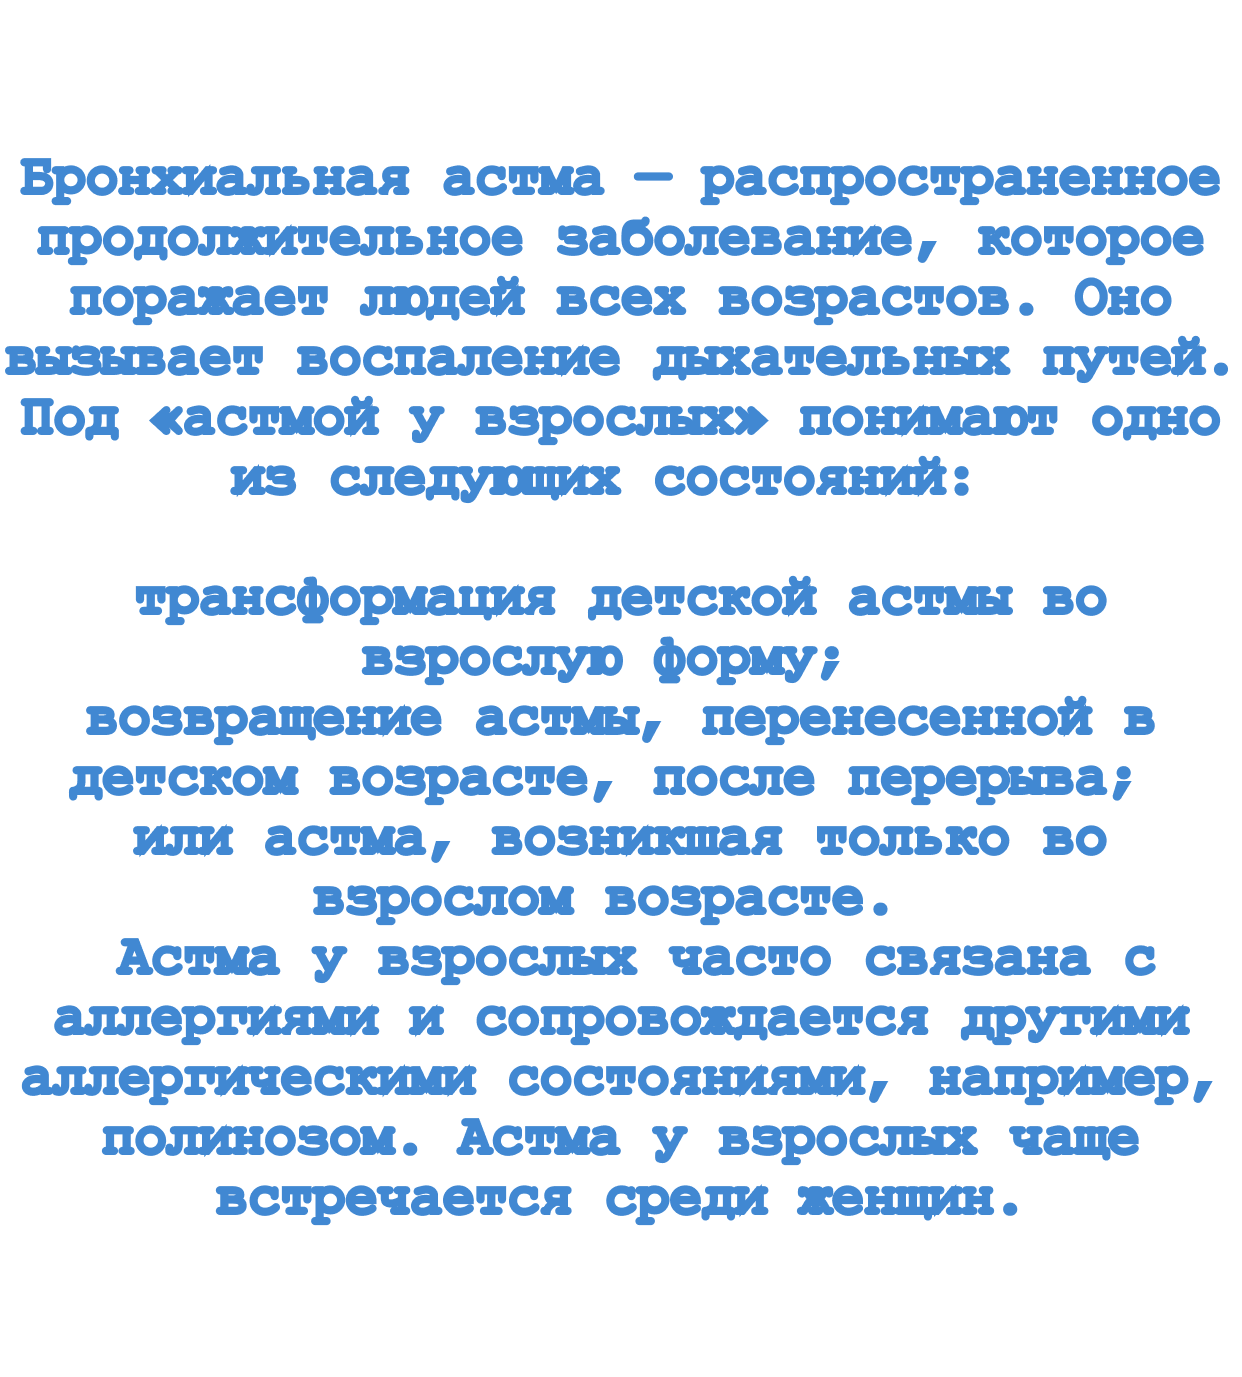 Бронхиальная астма — распространенное
продолжительное заболевание, которое
поражает людей всех возрастов. Оно
вызывает воспаление дыхательных путей.
Под «астмой у взрослых» понимают одно
из следующих состояний:
трансформация детской астмы во
взрослую форму;
возвращение астмы, перенесенной в
детском возрасте, после перерыва;
или астма, возникшая только во
взрослом возрасте.
Астма у взрослых часто связана с
аллергиями и сопровождается другими
аллергическими состояниями, например,
полинозом. Астма у взрослых чаще
встречается среди женщин.